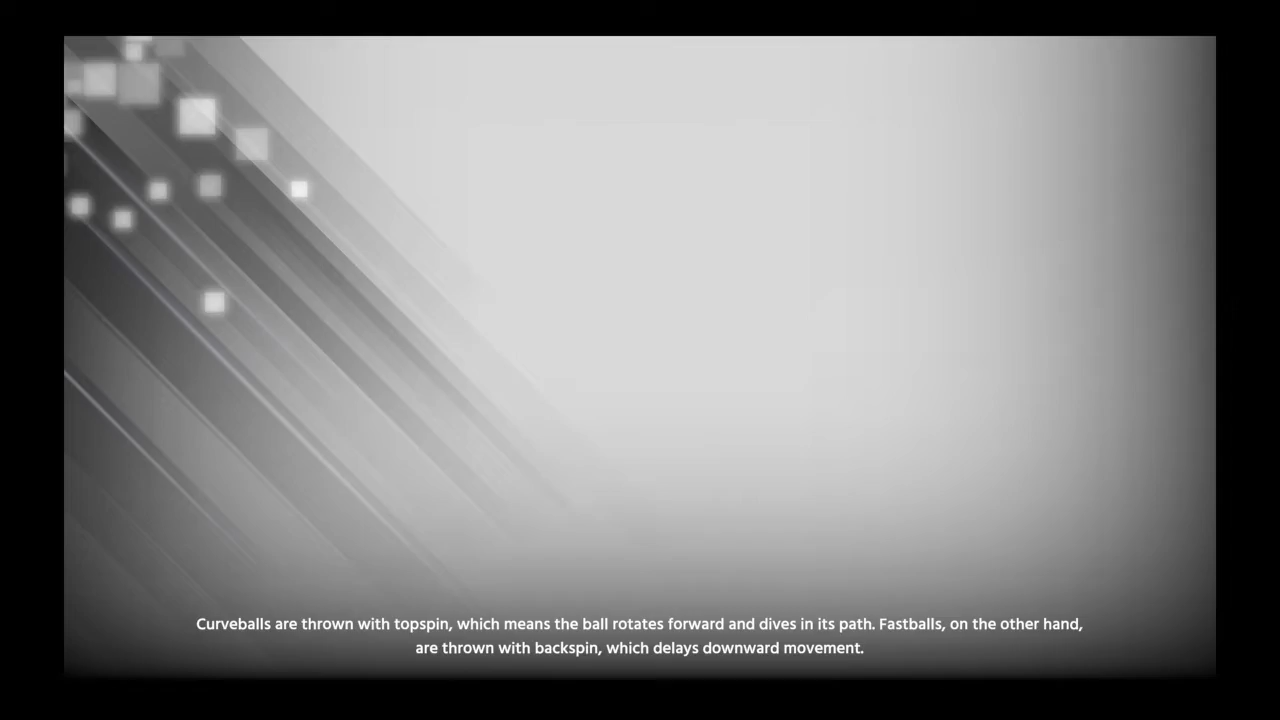 Curveballs are thrown with topspin, which means the ball rotates forward and dives in its path. Fastballs, on the other hand,
are thrown with backspin, which delays downward movement.